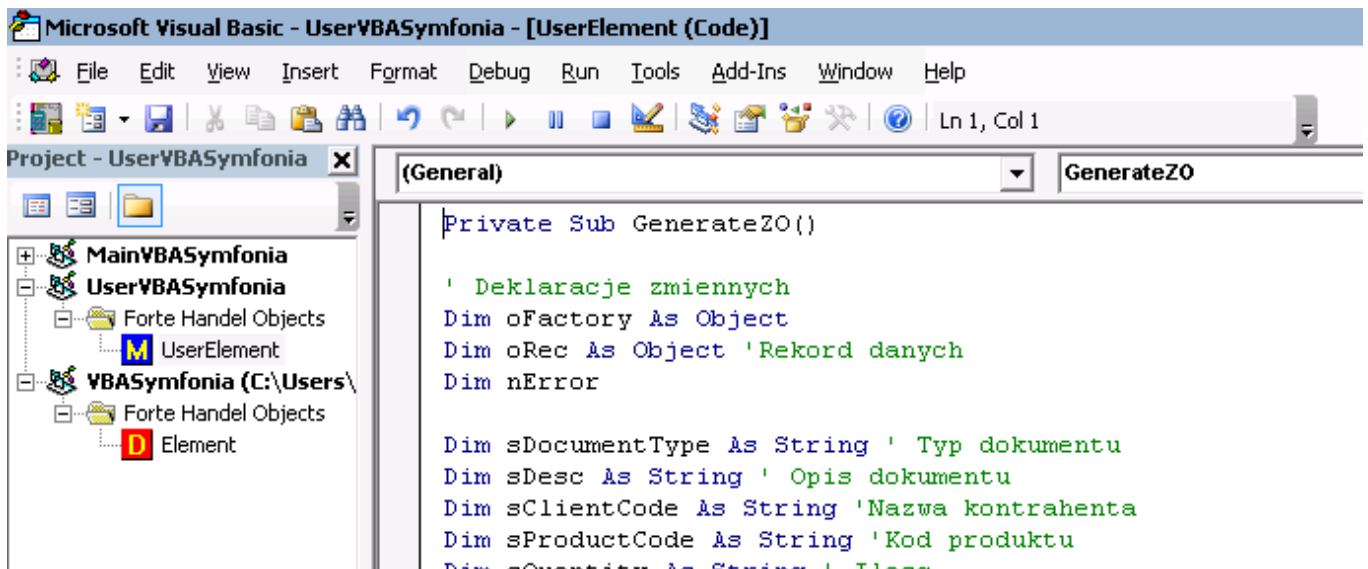 Microsoft Visual Basic - UserVBASymfonia - [UserElement (Code)]
File Edit View Insert Format Debug Run Tools Add-Ins Window Help
Ln 1, Col 1
Project - UserVBASymfonia
(General)
GenerateZO
MainVBASymfonia
UserVBASymfonia
Forte Handel Objects
M UserElement
VBASymfonia (C:\Users\
Forte Handel Objects
D Element
Private Sub GenerateZO()
' Deklaracje zmiennych
Dim oFactory As Object
Dim oRec As Object 'Rekord danych
Dim nError
Dim sDocumentType As String ' Typ dokumentu
Dim sDesc As String ' Opis dokumentu
Dim sClientCode As String 'Nazwa kontrahenta
Dim sProductCode As String 'Kod produktu
Dim sQuantity As String '